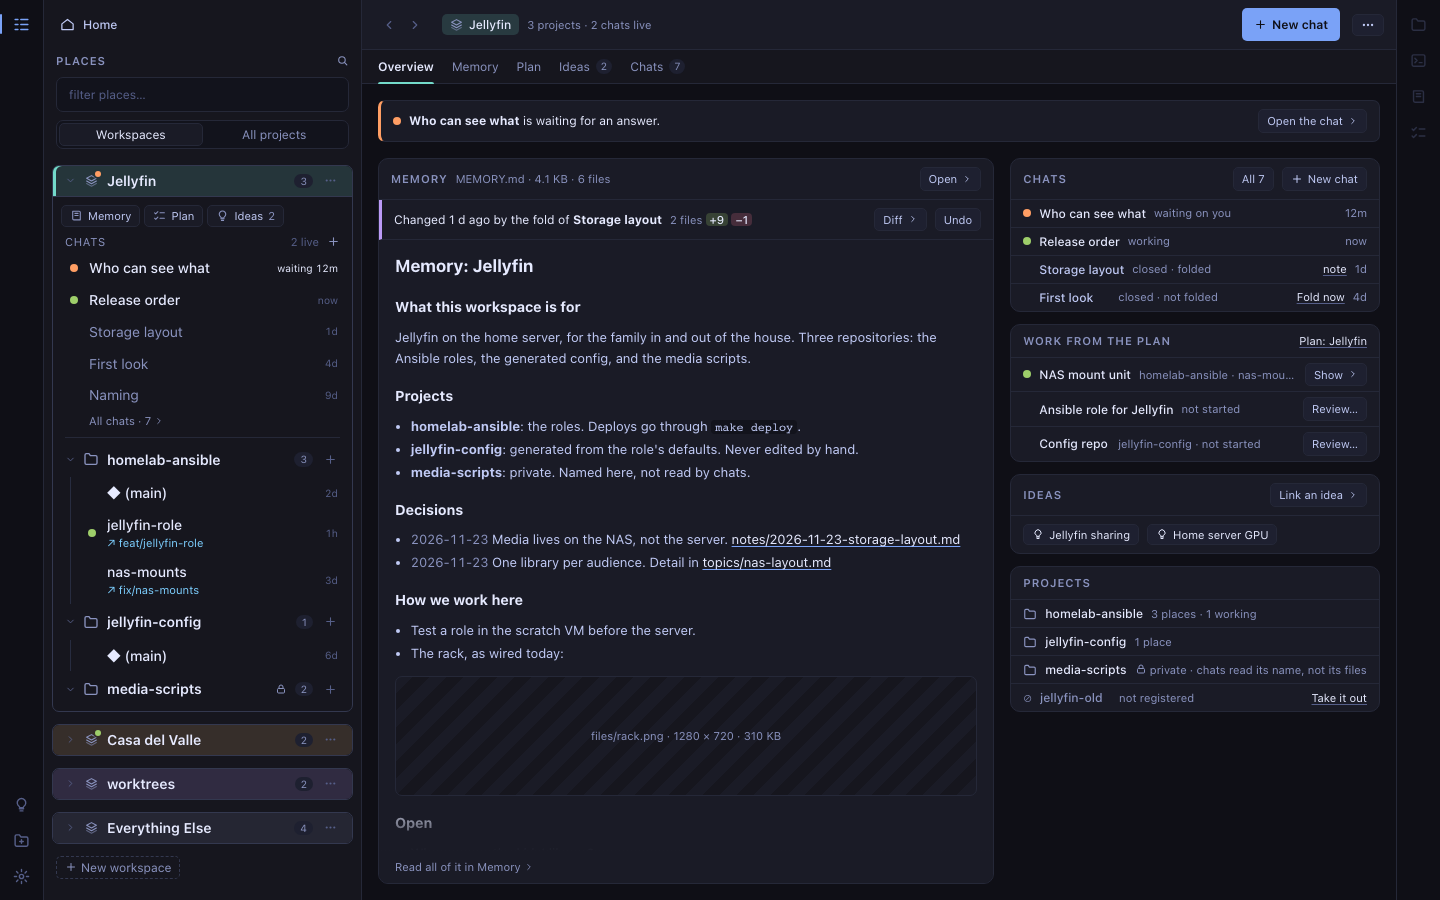 Home
PLACES
filter places...
Workspaces
All projects
Jellyfin
3
Memory
Plan
Ideas 2
CHATS
2 live
Who can see what
waiting 12m
Release order
now
Storage layout
1d
First look
4d
Naming
9d
All chats · 7
homelab-ansible
3
(main)
2d
jellyfin-role
1h
↗ feat/jellyfin-role
nas-mounts
3d
↗ fix/nas-mounts
jellyfin-config
1
(main)
6d
media-scripts
2
Casa del Valle
2
worktrees
2
Everything Else
4
+ New workspace
Jellyfin
3 projects · 2 chats live
+ New chat
Overview
Memory
Plan
Ideas 2
Chats 7
Who can see what is waiting for an answer.
Open the chat
MEMORY
MEMORY.md · 4.1 KB · 6 files
Open
Changed 1 d ago by the fold of Storage layout 2 files +9 −1
Diff
Undo
Memory: Jellyfin
What this workspace is for
Jellyfin on the home server, for the family in and out of the house. Three repositories: the
Ansible roles, the generated config, and the media scripts.
Projects
• homelab-ansible: the roles. Deploys go through make deploy.
• jellyfin-config: generated from the role's defaults. Never edited by hand.
• media-scripts: private. Named here, not read by chats.
Decisions
• 2026-11-23 Media lives on the NAS, not the server. notes/2026-11-23-storage-layout.md
• 2026-11-23 One library per audience. Detail in topics/nas-layout.md
How we work here
• Test a role in the scratch VM before the server.
• The rack, as wired today:
files/rack.png · 1280 × 720 · 310 KB
Open
Read all of it in Memory
CHATS
All 7
+ New chat
Who can see what waiting on you 12m
Release order working now
Storage layout closed · folded note 1d
First look closed · not folded Fold now 4d
WORK FROM THE PLAN
Plan: Jellyfin
NAS mount unit homelab-ansible · nas-mou... Show
Ansible role for Jellyfin not started Review...
Config repo jellyfin-config · not started Review...
IDEAS
Link an idea
Jellyfin sharing
Home server GPU
PROJECTS
homelab-ansible 3 places · 1 working
jellyfin-config 1 place
media-scripts private · chats read its name, not its files
jellyfin-old not registered Take it out